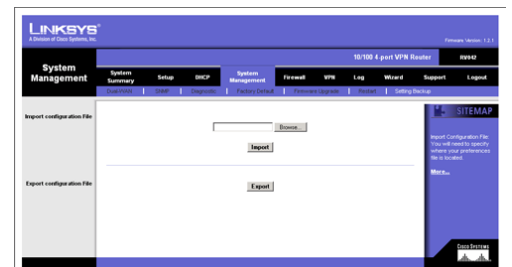 LINKSYS®
A Division of Cisco Systems, Inc.
Firmware Version: 1.2.1
10/100 4-port VPN Router
RV042
System Management
System Summary
Setup
DHCP
System Management
Firewall
VPN
Log
Wizard
Support
Logout
Dual-WAN
SNMP
Diagnostic
Factory Default
Firmware Upgrade
Restart
Setting Backup
SITEMAP
Import configuration File
Browse...
Import
Import Configuration File:
You will need to specify
where your preferences
file is located.
More...
Export configuration File
Export
CISCO SYSTEMS